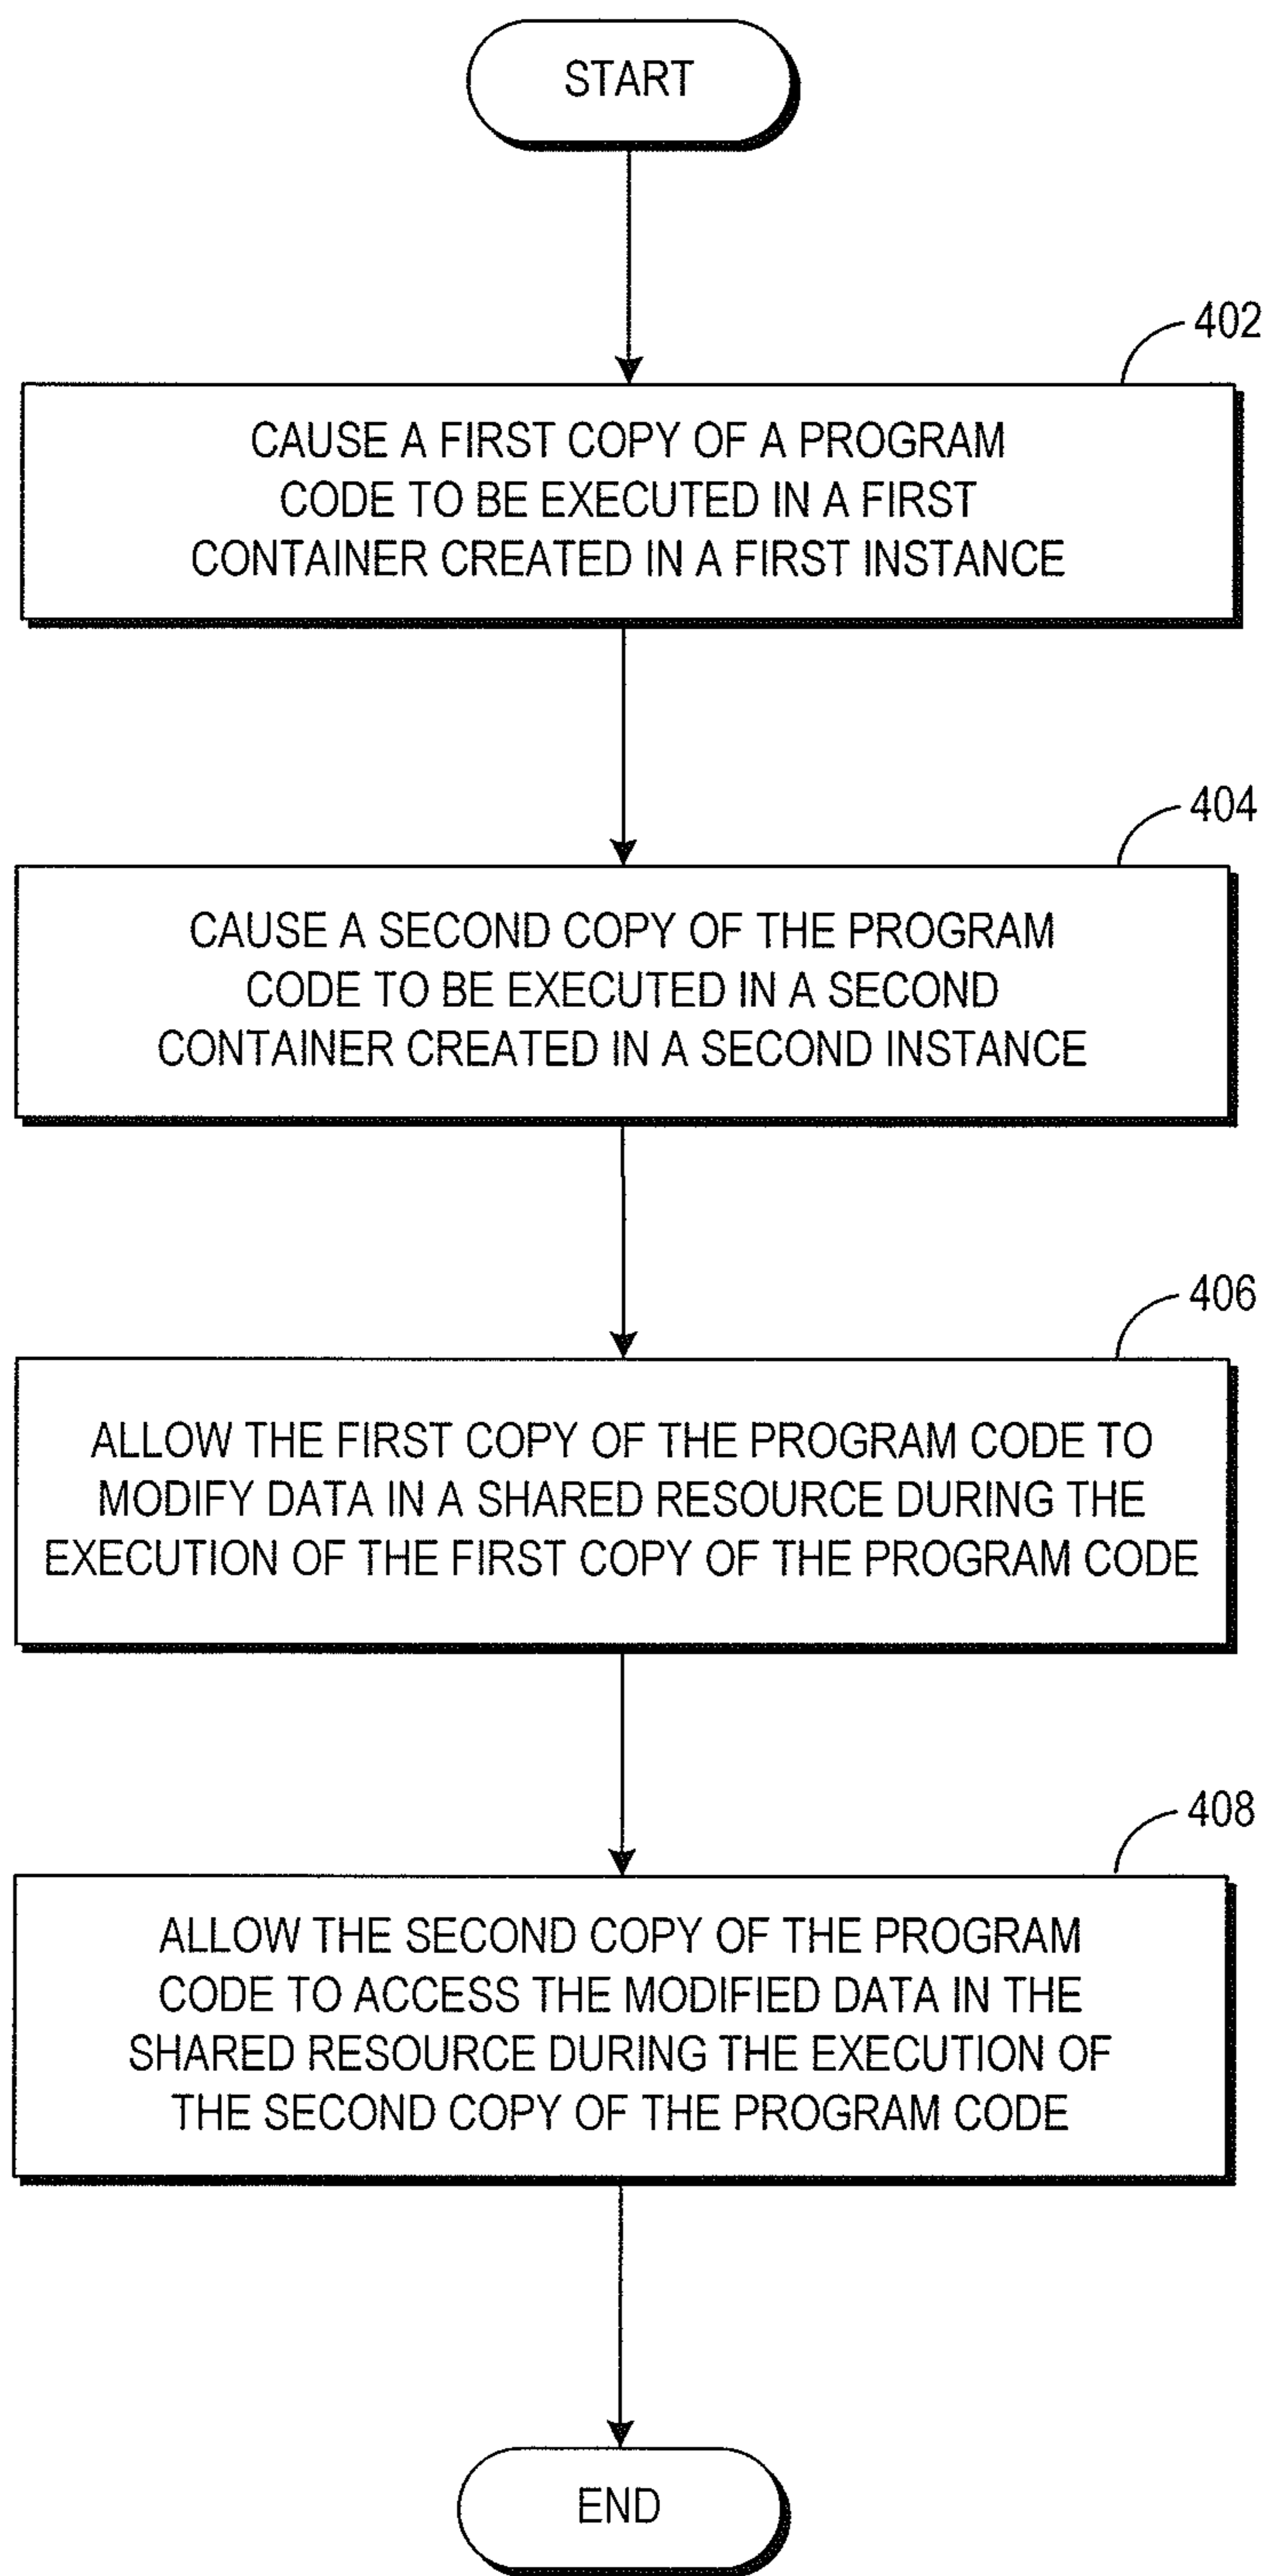 START
402
CAUSE A FIRST COPY OF A PROGRAM
CODE TO BE EXECUTED IN A FIRST
CONTAINER CREATED IN A FIRST INSTANCE
404
CAUSE A SECOND COPY OF THE PROGRAM
CODE TO BE EXECUTED IN A SECOND
CONTAINER CREATED IN A SECOND INSTANCE
406
ALLOW THE FIRST COPY OF THE PROGRAM CODE TO
MODIFY DATA IN A SHARED RESOURCE DURING THE
EXECUTION OF THE FIRST COPY OF THE PROGRAM CODE
408
ALLOW THE SECOND COPY OF THE PROGRAM
CODE TO ACCESS THE MODIFIED DATA IN THE
SHARED RESOURCE DURING THE EXECUTION OF
THE SECOND COPY OF THE PROGRAM CODE
END